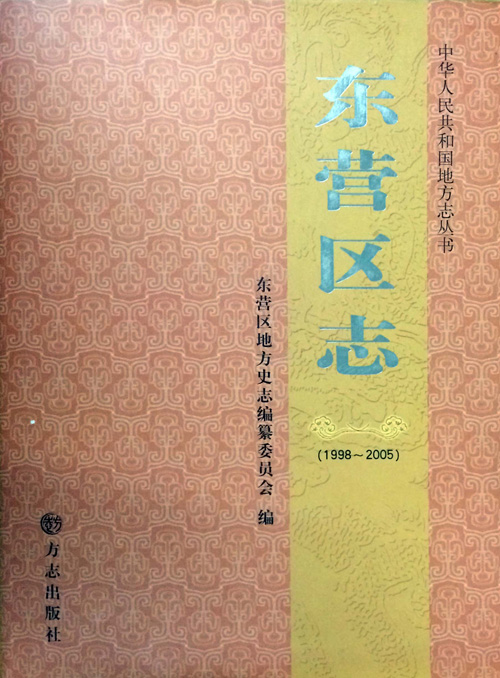 中华人民共和国地方志丛书
东营区志
(1998～2005)
东营区地方史志编纂委员会 编
方志出版社